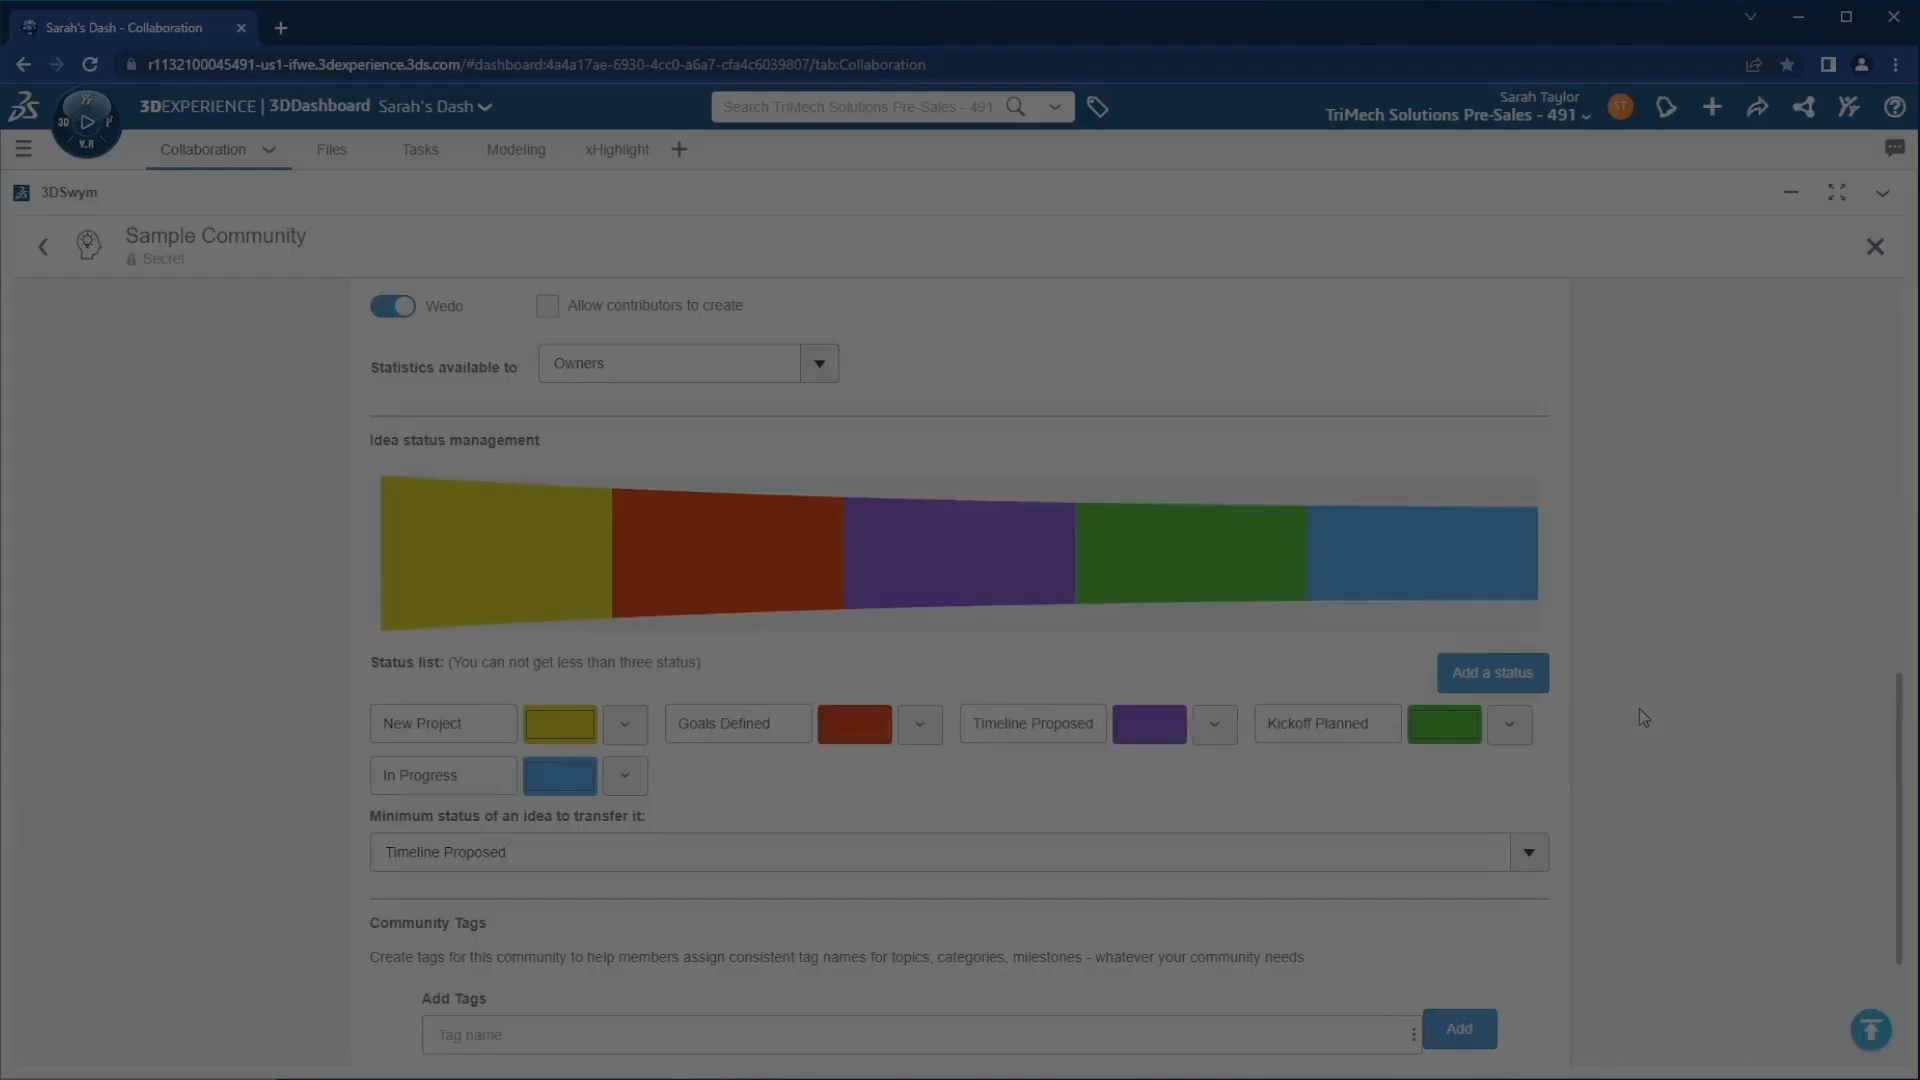 Sarah's Dash - Collaboration
r1132100045491-us1-ifwe.3dexperience.3ds.com/#dashboard:4a4a17ae-6930-4cc0-a6a7-cfa4c6039807/tab:Collaboration
3D
V.R
3DEXPERIENCE | 3DDashboard Sarah's Dash
Search TriMech Solutions Pre-Sales - 491
Sarah Taylor
TriMech Solutions Pre-Sales - 491
ST
Collaboration Files Tasks Modeling xHighlight
3DSwym
Sample Community
Secret
Wedo Allow contributors to create
Statistics available to Owners
Idea status management
Status list: (You can not get less than three status)
Add a status
New Project Goals Defined Timeline Proposed Kickoff Planned
In Progress
Minimum status of an idea to transfer it:
Timeline Proposed
Community Tags
Create tags for this community to help members assign consistent tag names for topics, categories, milestones - whatever your community needs
Add Tags
Tag name
Add